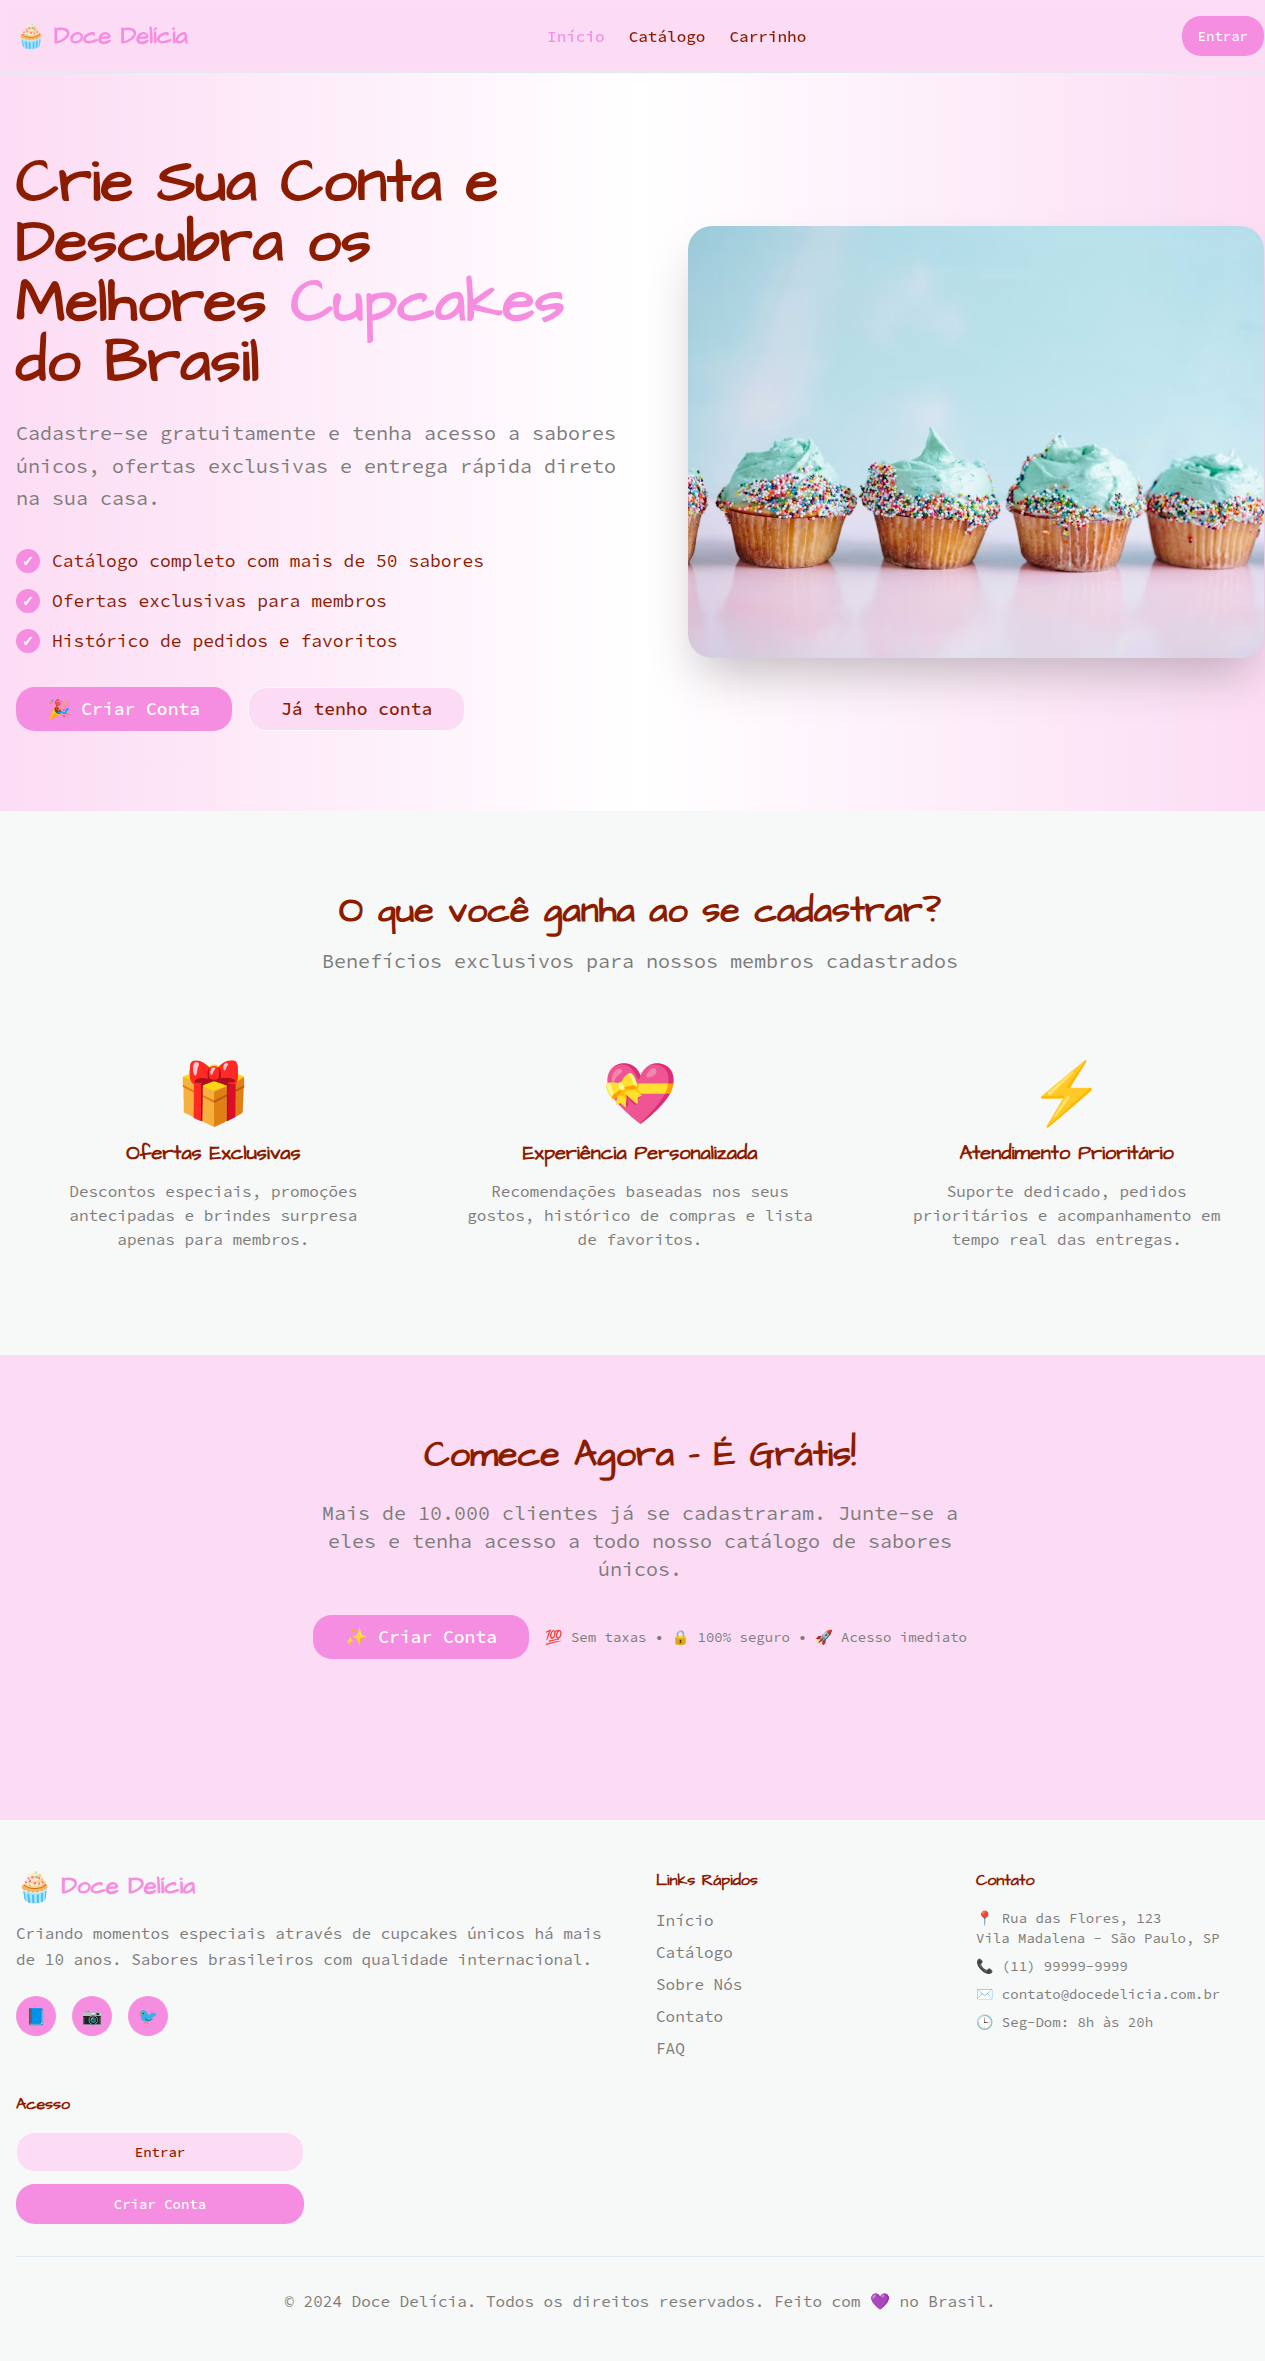 🧁 Doce Delícia
Início Catálogo Carrinho
Entrar
Crie Sua Conta e
Descubra os
Melhores Cupcakes
do Brasil
Cadastre-se gratuitamente e tenha acesso a sabores
únicos, ofertas exclusivas e entrega rápida direto
na sua casa.
✓ Catálogo completo com mais de 50 sabores
✓ Ofertas exclusivas para membros
✓ Histórico de pedidos e favoritos
🎉 Criar Conta
Já tenho conta
O que você ganha ao se cadastrar?
Benefícios exclusivos para nossos membros cadastrados
Ofertas Exclusivas
Descontos especiais, promoções
antecipadas e brindes surpresa
apenas para membros.
Experiência Personalizada
Recomendações baseadas nos seus
gostos, histórico de compras e lista
de favoritos.
Atendimento Prioritário
Suporte dedicado, pedidos
prioritários e acompanhamento em
tempo real das entregas.
Comece Agora - É Grátis!
Mais de 10.000 clientes já se cadastraram. Junte-se a
eles e tenha acesso a todo nosso catálogo de sabores
únicos.
✨ Criar Conta
💯 Sem taxas • 🔒 100% seguro • 🚀 Acesso imediato
🧁 Doce Delícia
Criando momentos especiais através de cupcakes únicos há mais
de 10 anos. Sabores brasileiros com qualidade internacional.
Links Rápidos
Início
Catálogo
Sobre Nós
Contato
FAQ
Contato
📍 Rua das Flores, 123
Vila Madalena - São Paulo, SP
📞 (11) 99999-9999
✉️ contato@docedelicia.com.br
🕒 Seg-Dom: 8h às 20h
Acesso
Entrar
Criar Conta
© 2024 Doce Delícia. Todos os direitos reservados. Feito com 💜 no Brasil.